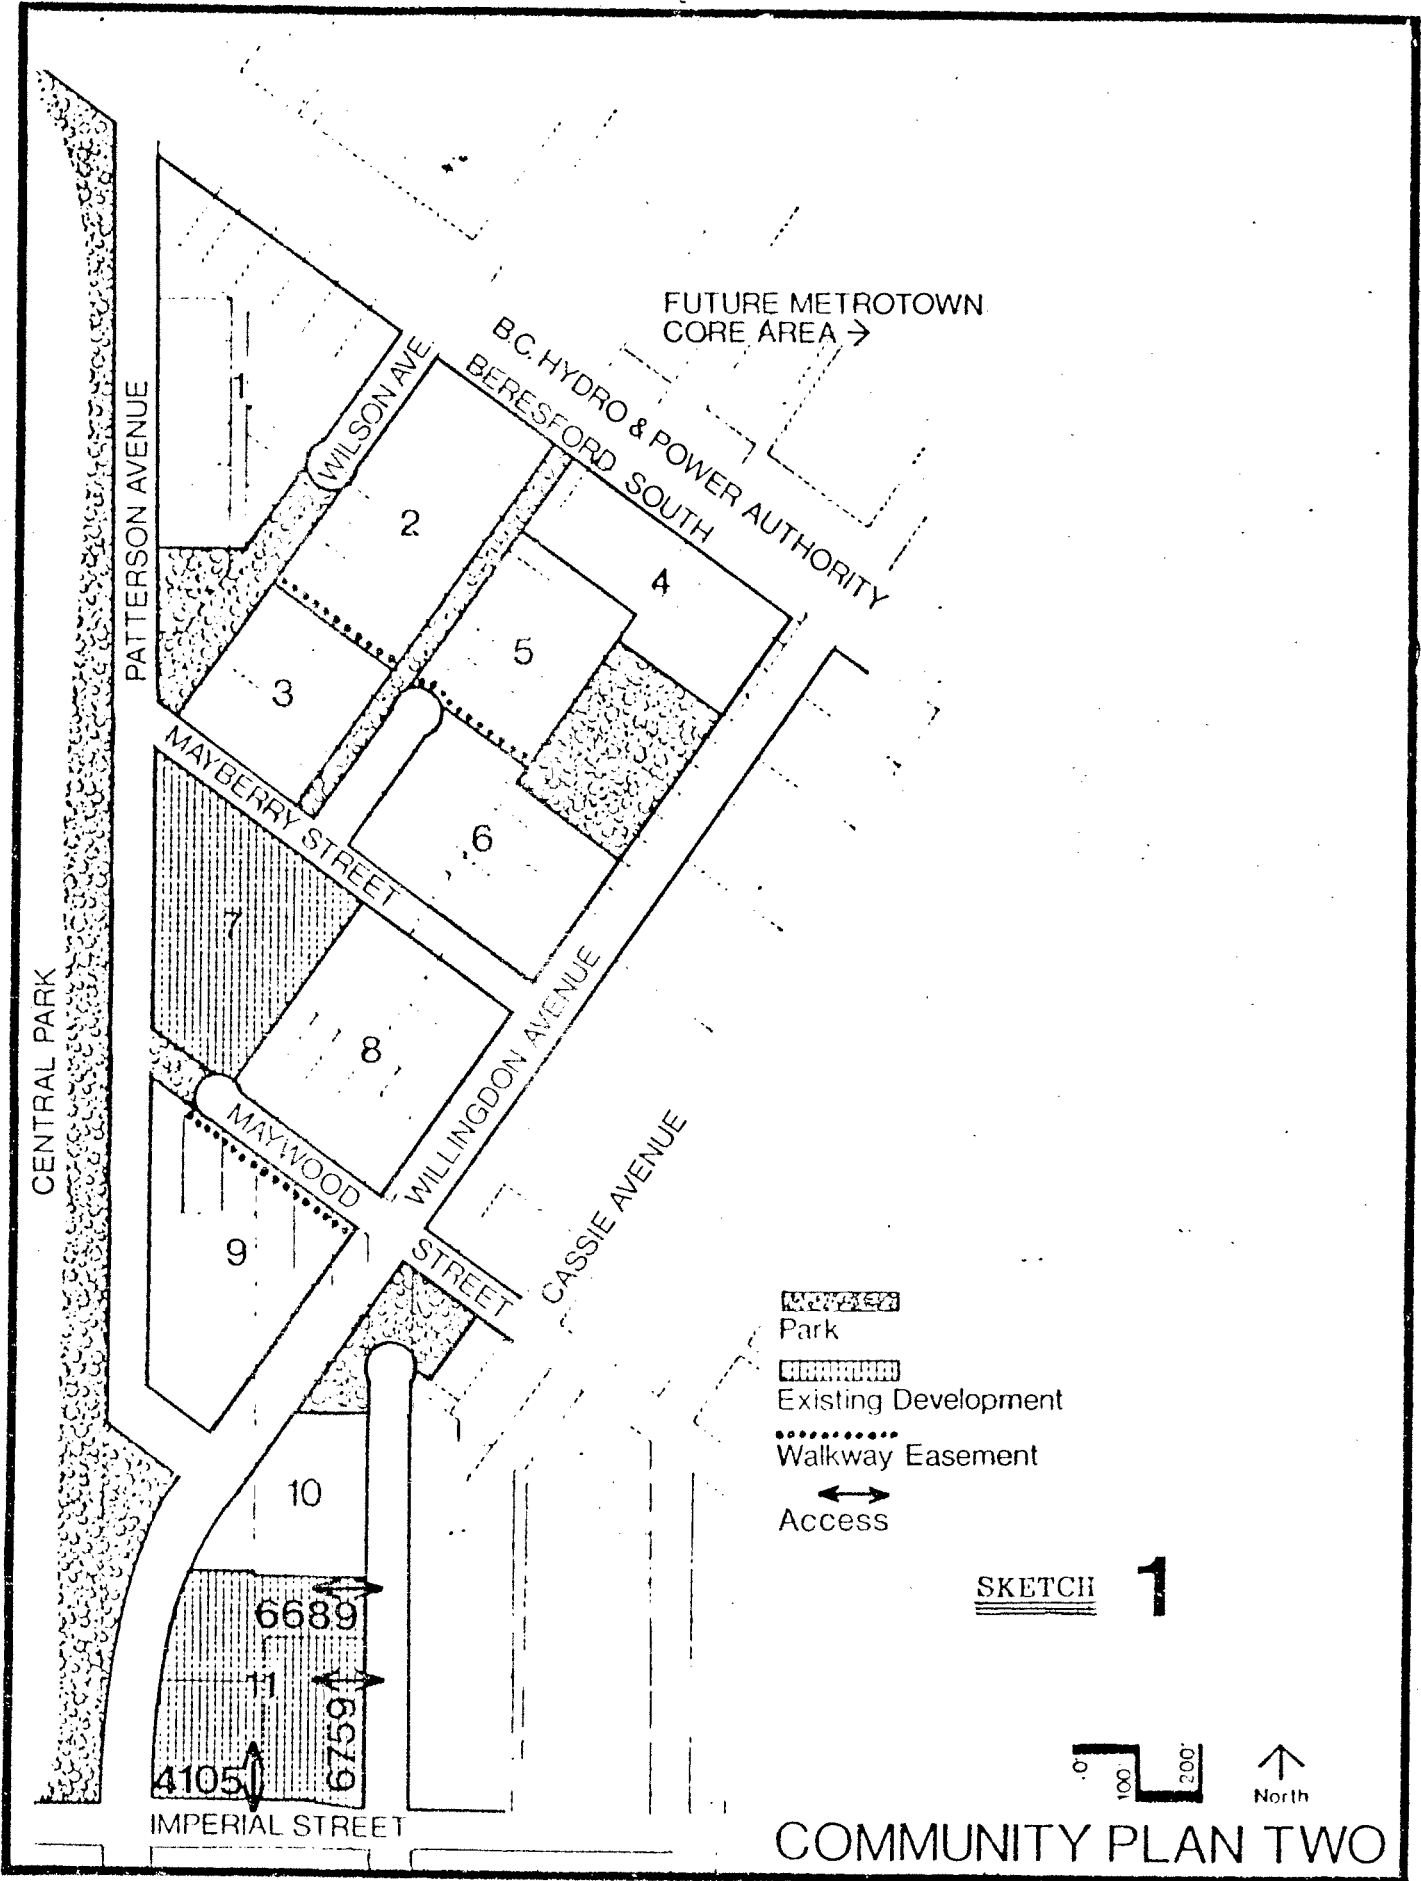 FUTURE METROTOWN
CORE AREA →
B.C. HYDRO & POWER AUTHORITY
BERESFORD SOUTH
WILSON AVE
PATTERSON AVENUE
1
2
4
5
3
MAYBERRY STREET
6
7
8
WILLINGDON AVENUE
CENTRAL PARK
MAYWOOD
STREET
CASSIE AVENUE
9
Park
Existing Development
Walkway Easement
Access
10
SKETCH 1
6689
11
6759
4105
IMPERIAL STREET
0'
100'
200'
North
COMMUNITY PLAN TWO